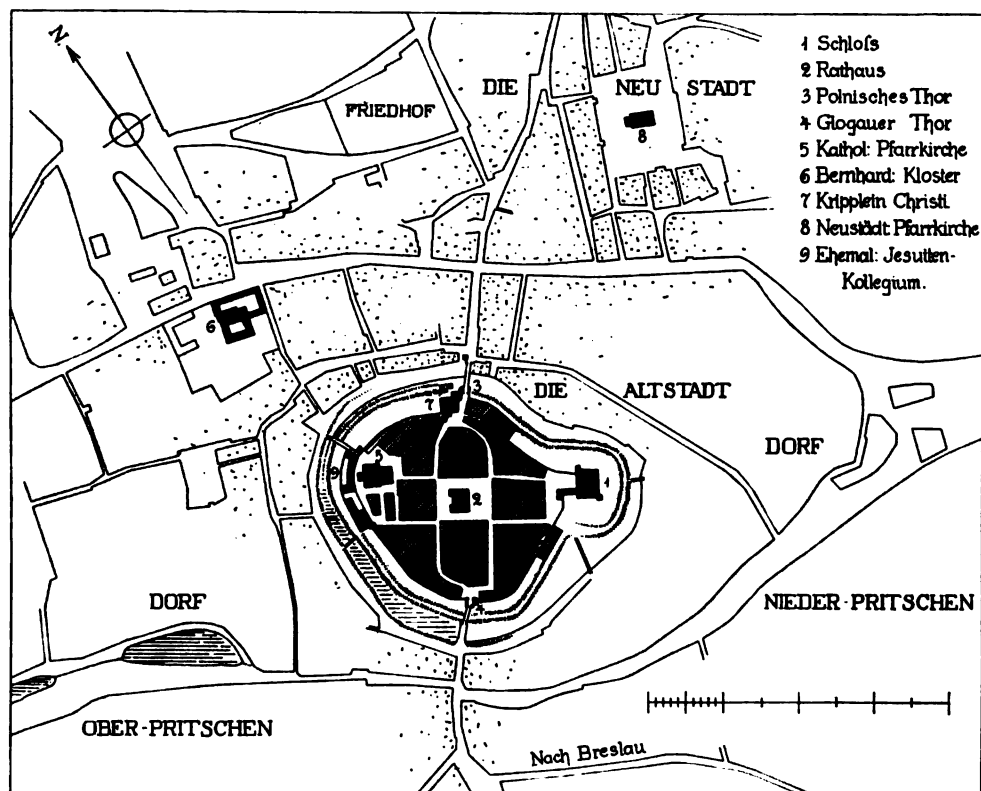 N.
1 Schloſs
2 Rathaus
3 Polnisches Thor
4 Glogauer Thor
5 Kathol: Pfarrkirche
6 Bernhard: Kloster
7 Kripplein Christi.
8 Neustädt: Pfarrkirche
9 Ehemal: Jesuiten-
Kollegium.
DIE NEU STADT
FRIEDHOF
8
6
3
7
DIE ALTSTADT
DORF
5
9
2
1
4
DORF
NIEDER-PRITSCHEN
OBER-PRITSCHEN
Nach Breslau